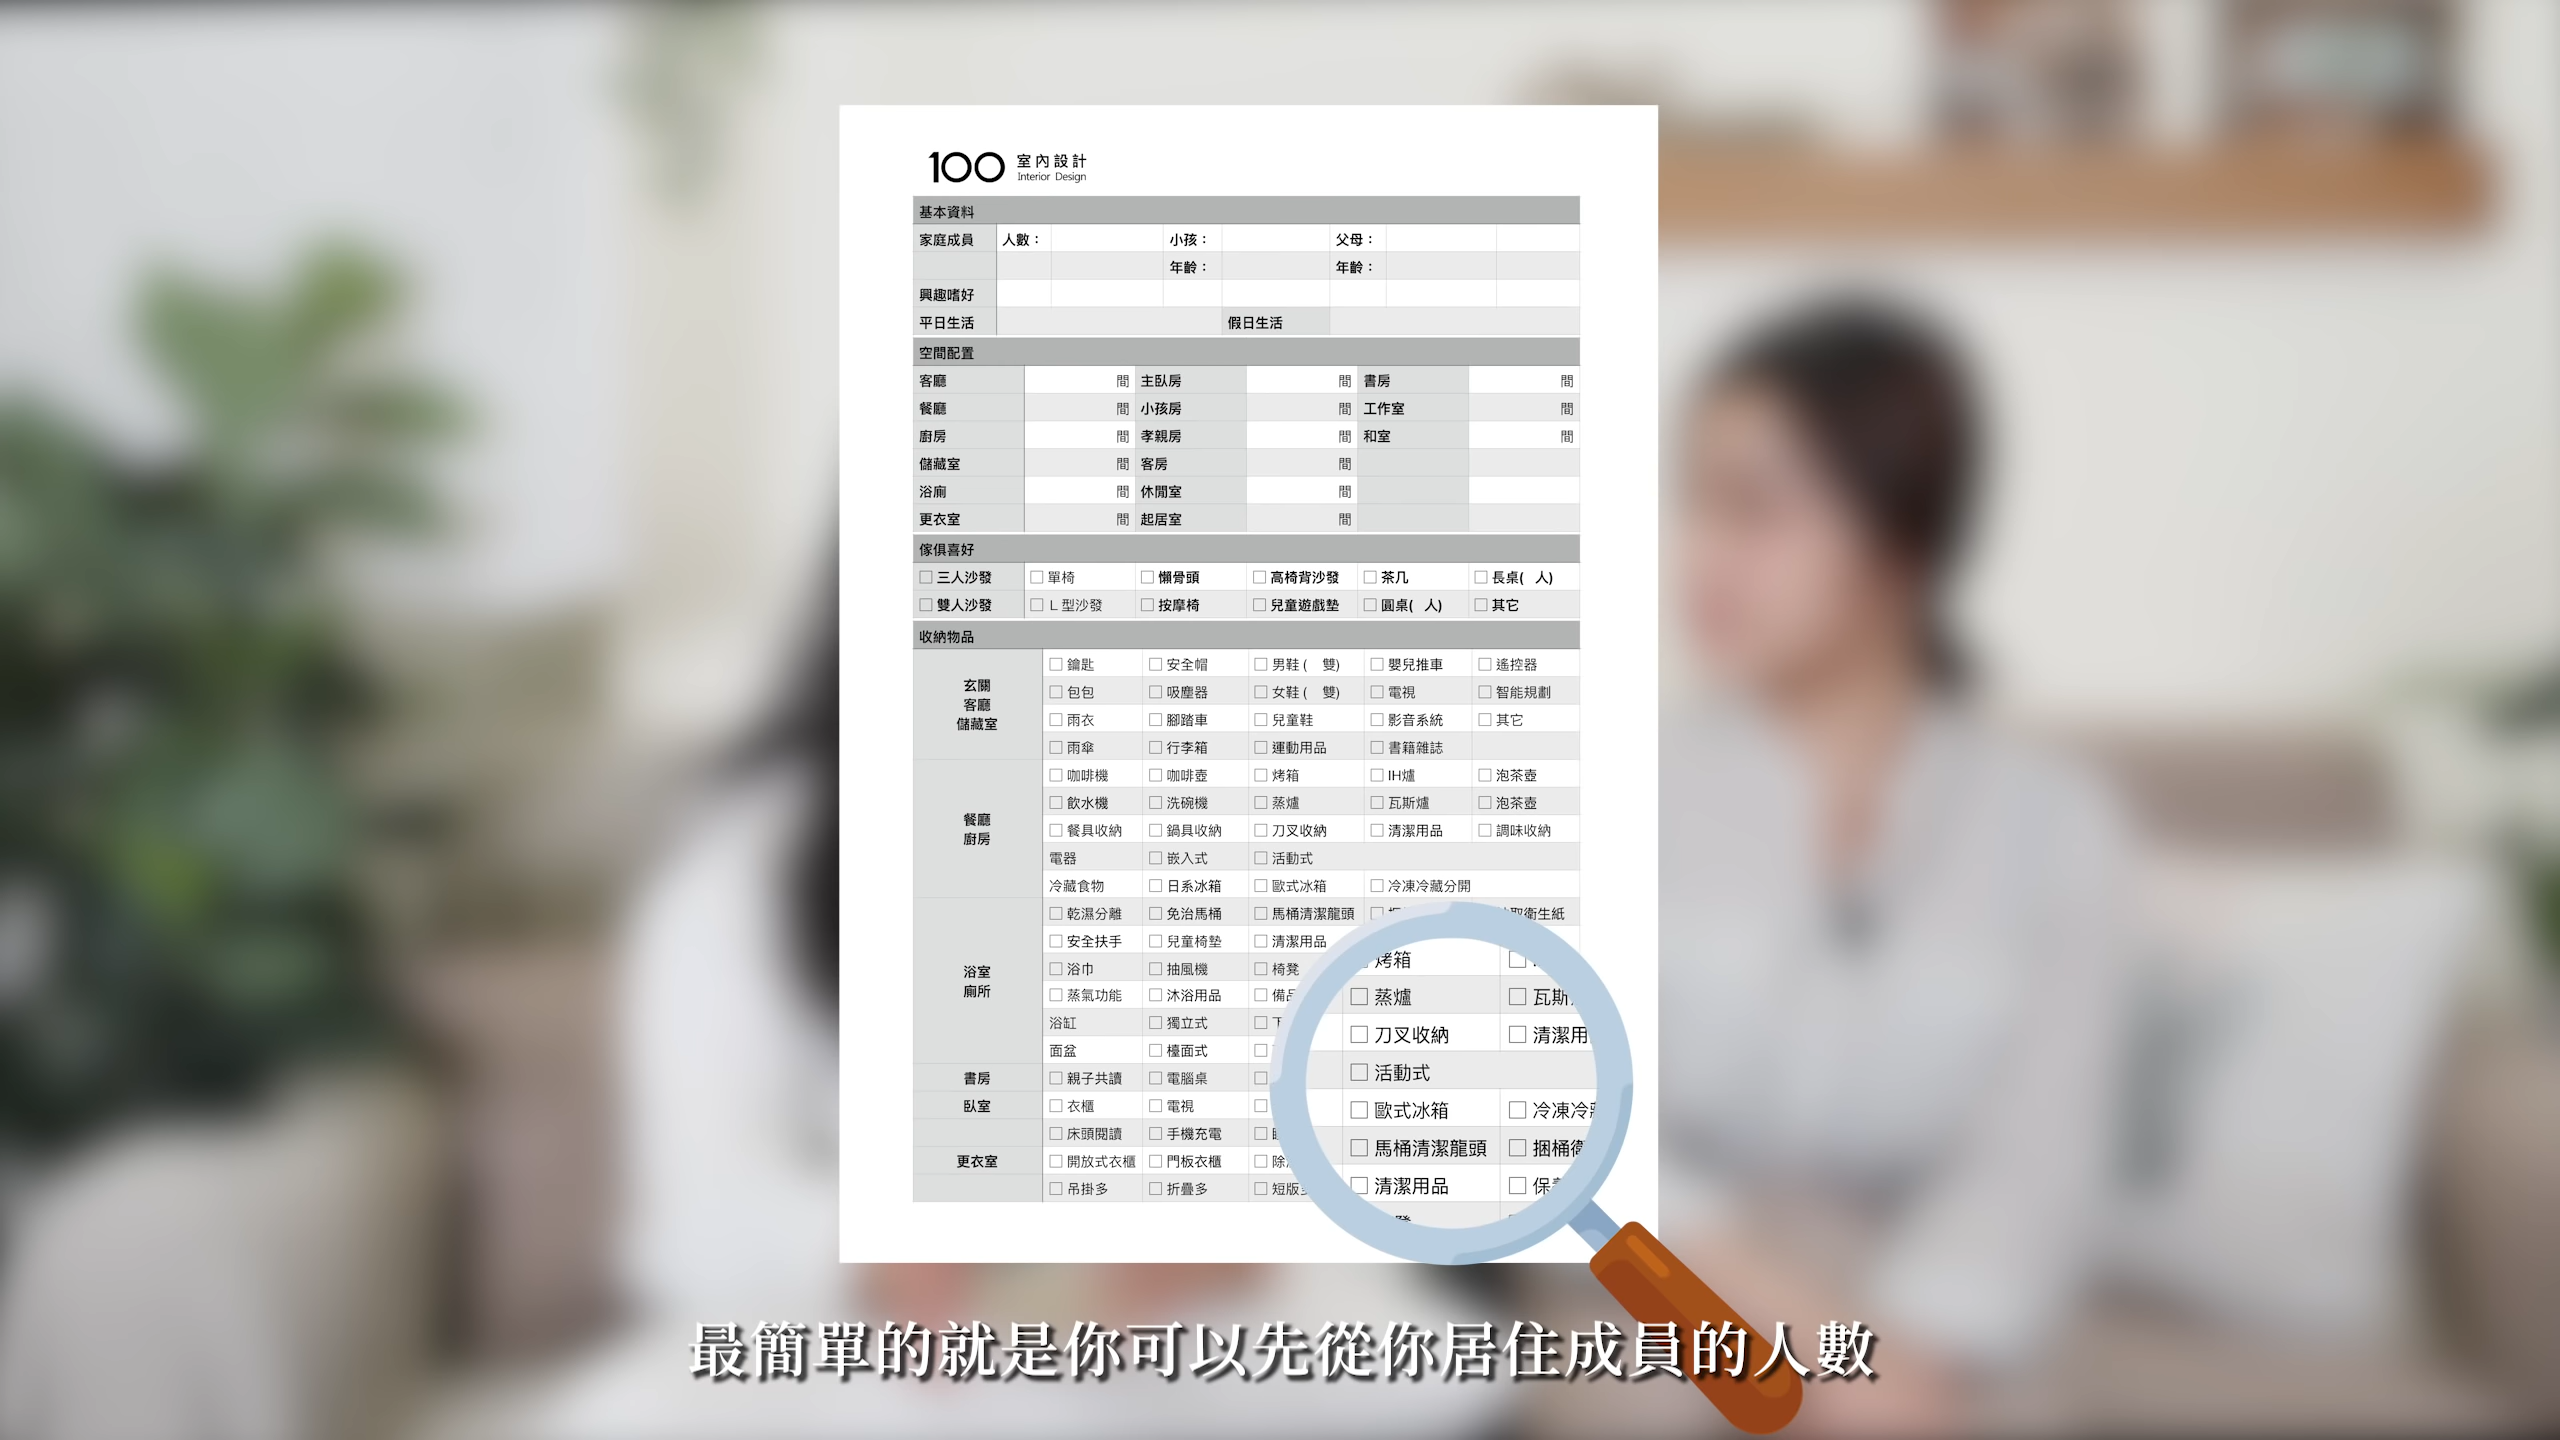 100 室內設計
Interior Design
基本資料
家庭成員 人數： 小孩： 父母：
年齡： 年齡：
興趣嗜好
平日生活 假日生活
空間配置
客廳 間 主臥房 間 書房 間
餐廳 間 小孩房 間 工作室 間
廚房 間 孝親房 間 和室 間
儲藏室 間 客房 間
浴廁 間 休閒室 間
更衣室 間 起居室 間
傢俱喜好
三人沙發 單椅 懶骨頭 高椅背沙發 茶几 長桌( 人)
雙人沙發 L 型沙發 按摩椅 兒童遊戲墊 圓桌( 人) 其它
收納物品
玄關
客廳
儲藏室
鑰匙 安全帽 男鞋 ( 雙) 嬰兒推車 遙控器
包包 吸塵器 女鞋 ( 雙) 電視 智能規劃
雨衣 腳踏車 兒童鞋 影音系統 其它
雨傘 行李箱 運動用品 書籍雜誌
餐廳
廚房
咖啡機 咖啡壺 烤箱 IH爐 泡茶壺
飲水機 洗碗機 蒸爐 瓦斯爐 泡茶壺
餐具收納 鍋具收納 刀叉收納 清潔用品 調味收納
電器 嵌入式 活動式
冷藏食物 日系冰箱 歐式冰箱 冷凍冷藏分開
浴室
廁所
乾濕分離 免治馬桶 馬桶清潔龍頭 取衛生紙
安全扶手 兒童椅墊 清潔用品
浴巾 抽風機 椅凳
蒸氣功能 沐浴用品 備
浴缸 獨立式
面盆 檯面式
書房 親子共讀 電腦桌
臥室 衣櫃 電視
床頭閱讀 手機充電
更衣室 開放式衣櫃 門板衣櫃 除
吊掛多 折疊多 短版
烤箱
蒸爐 瓦斯
刀叉收納 清潔用
活動式
歐式冰箱 冷凍冷
馬桶清潔龍頭 捆桶
清潔用品 保
最簡單的就是你可以先從你居住成員的人數